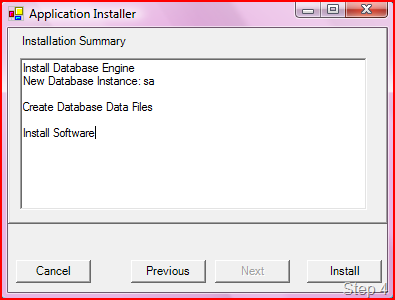 Application Installer
Installation Summary
Install Database Engine
New Database Instance: sa
Create Database Data Files
Install Software
Cancel
Previous
Next
Install
Step 4